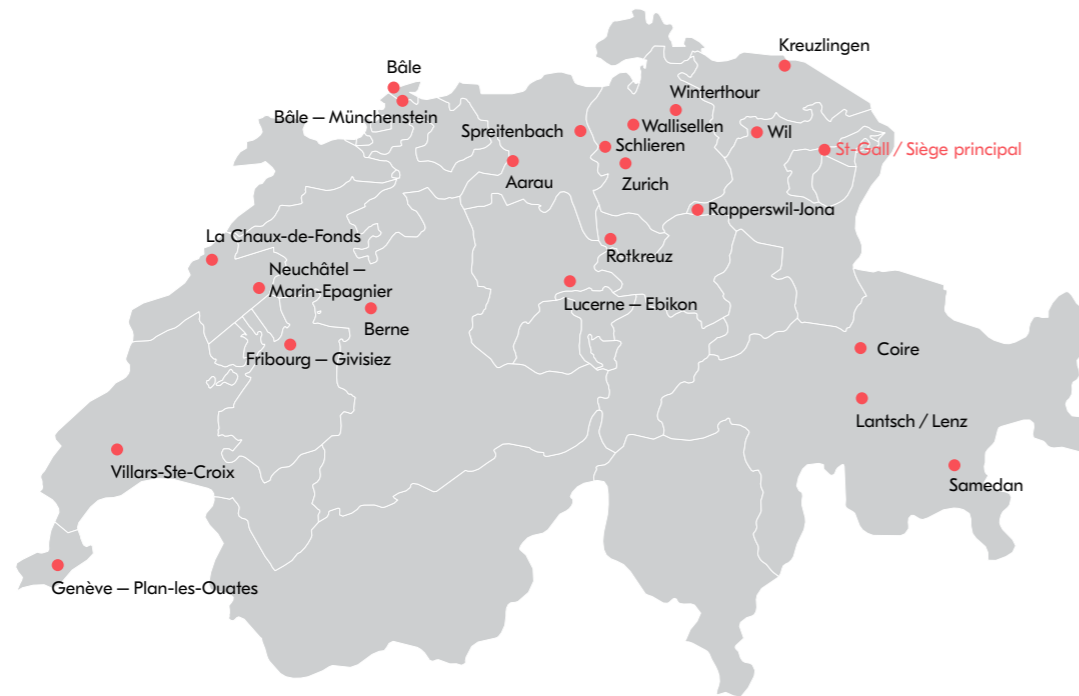 Kreuzlingen
Bâle
Winterthour
Bâle – Münchenstein
Spreitenbach
Wallisellen
Wil
Schlieren
St-Gall / Siège principal
Aarau
Zurich
Rapperswil-Jona
La Chaux-de-Fonds
Rotkreuz
Neuchâtel –
Marin-Epagnier
Lucerne – Ebikon
Berne
Fribourg – Givisiez
Coire
Lantsch / Lenz
Villars-Ste-Croix
Samedan
Genève – Plan-les-Ouates